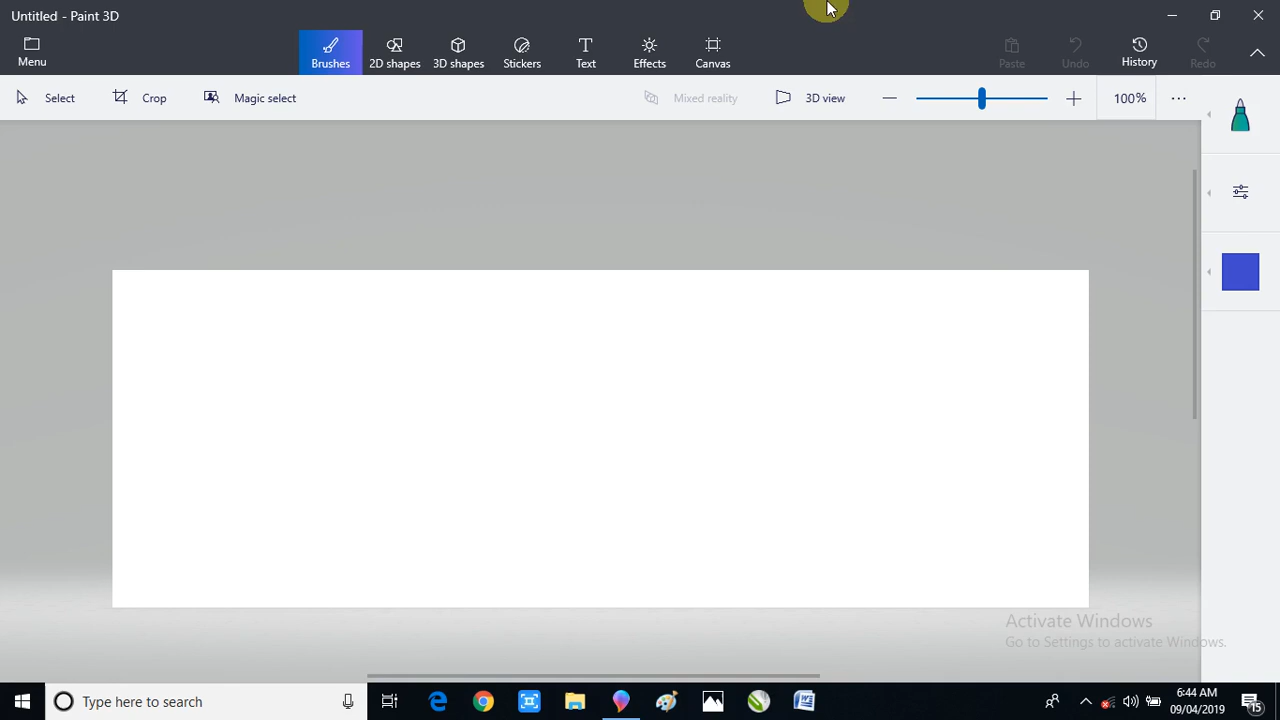 Untitled - Paint 3D
Menu
Brushes
2D shapes
3D shapes
Stickers
Text
Effects
Canvas
Paste
Undo
History
Redo
Select
Crop
Magic select
Mixed reality
3D view
100%
Activate Windows
Go to Settings to activate Windows.
Type here to search
6:44 AM
09/04/2019
15